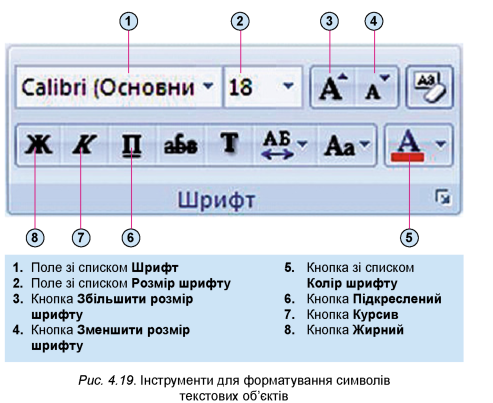 1 2 3 4
Calibri (Основни 18 А А Аа
Ж К П abc Т АБ Аа А
Шрифт
8 7 6 5
1. Поле зі списком Шрифт
2. Поле зі списком Розмір шрифту
3. Кнопка Збільшити розмір
шрифту
4. Кнопка Зменшити розмір
шрифту
5. Кнопка зі списком
Колір шрифту
6. Кнопка Підкреслений
7. Кнопка Курсив
8. Кнопка Жирний
Рис. 4.19. Інструменти для форматування символів
текстових об’єктів